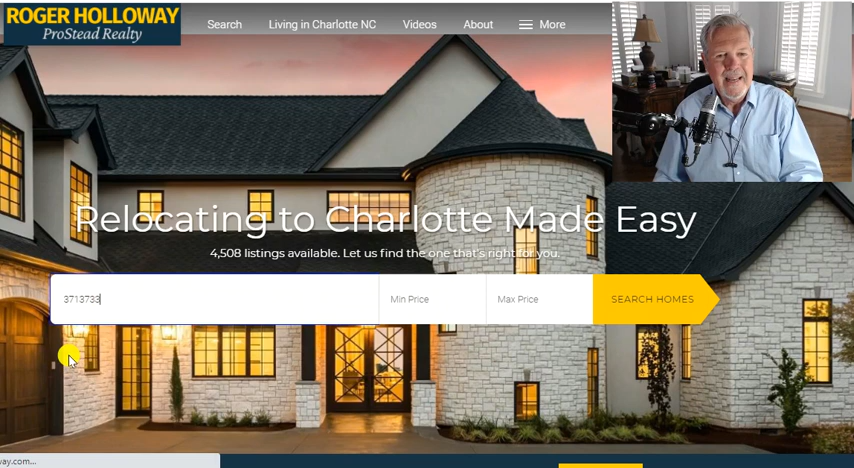 ROGER HOLLOWAY
ProStead Realty
Search
Living in Charlotte NC
Videos
About
More
Relocating to Charlotte Made Easy
4,508 listings available. Let us find the one that's right for you.
3713733
Min Price
Max Price
SEARCH HOMES
way.com...